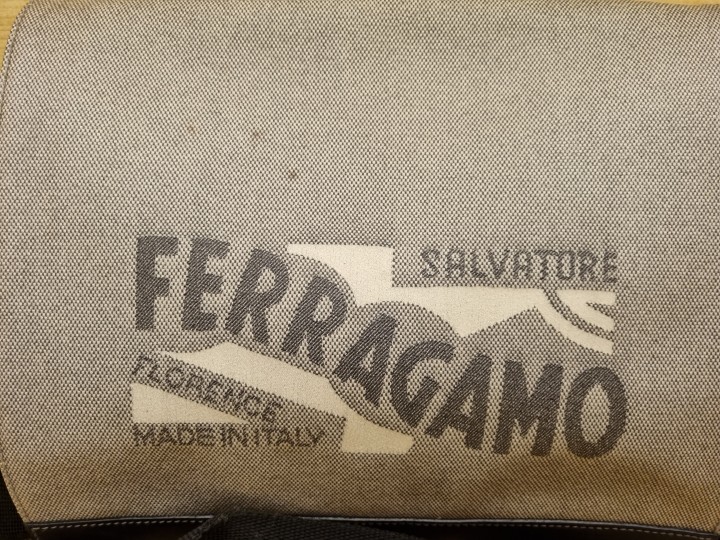 SALVATORE
FERRAGAMO
FLORENCE
MADE IN ITALY